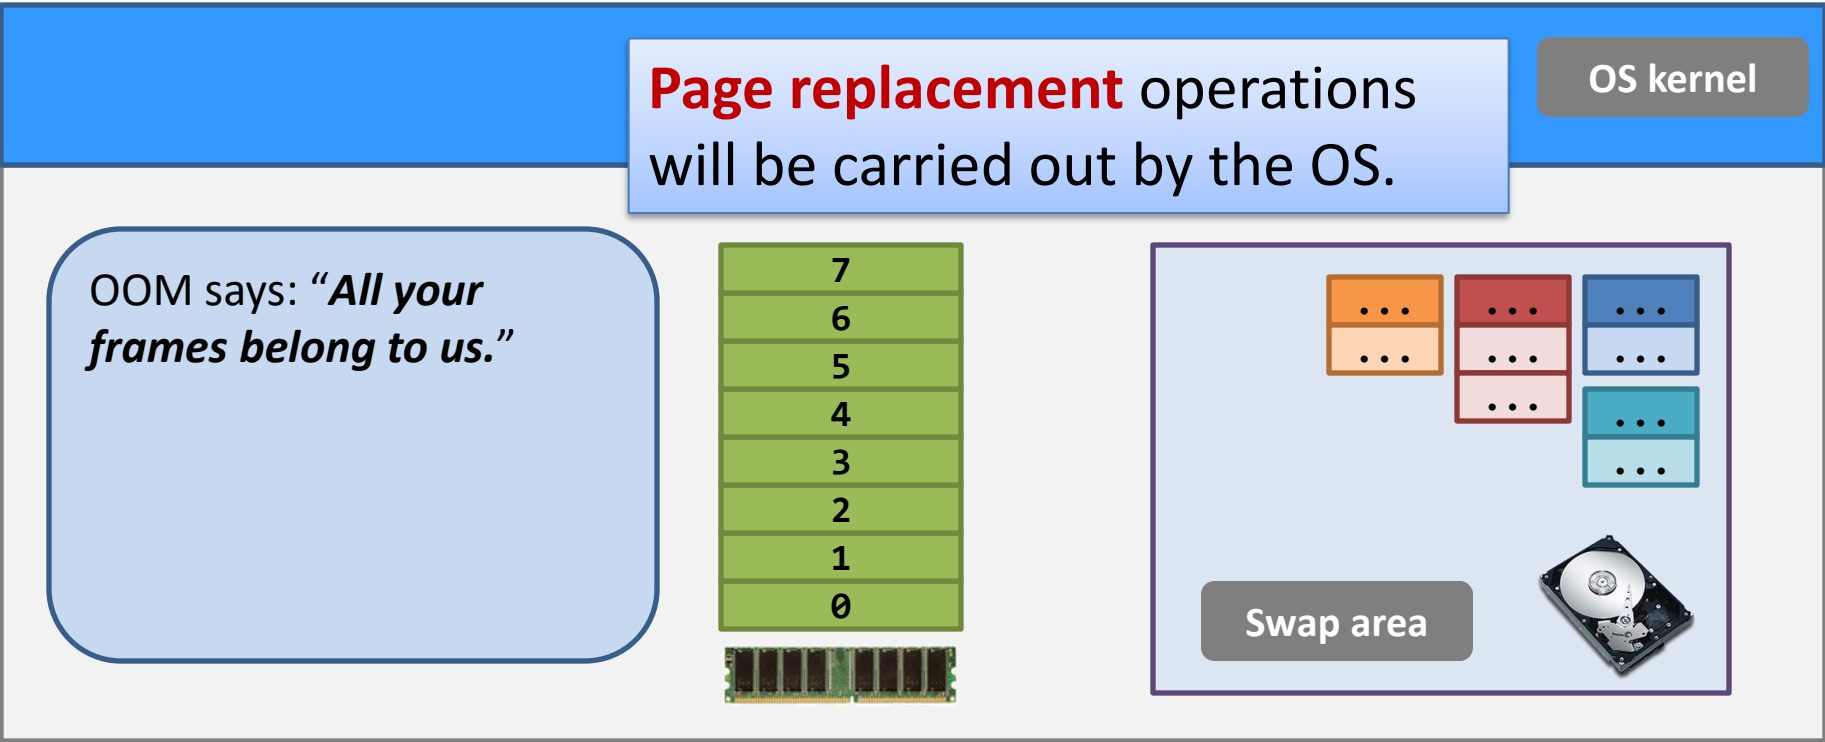 Page replacement operations
will be carried out by the OS.
OS kernel
OOM says: “All your
frames belong to us.”
7
6
5
4
3
2
1
0
... ... ...
... ... ...
...
...
...
Swap area